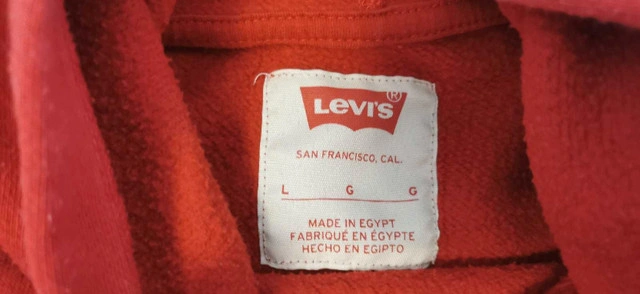 Levi's ®
SAN FRANCISCO, CAL.
L G G
MADE IN EGYPT
FABRIQUÉ EN ÉGYPTE
HECHO EN EGIPTO